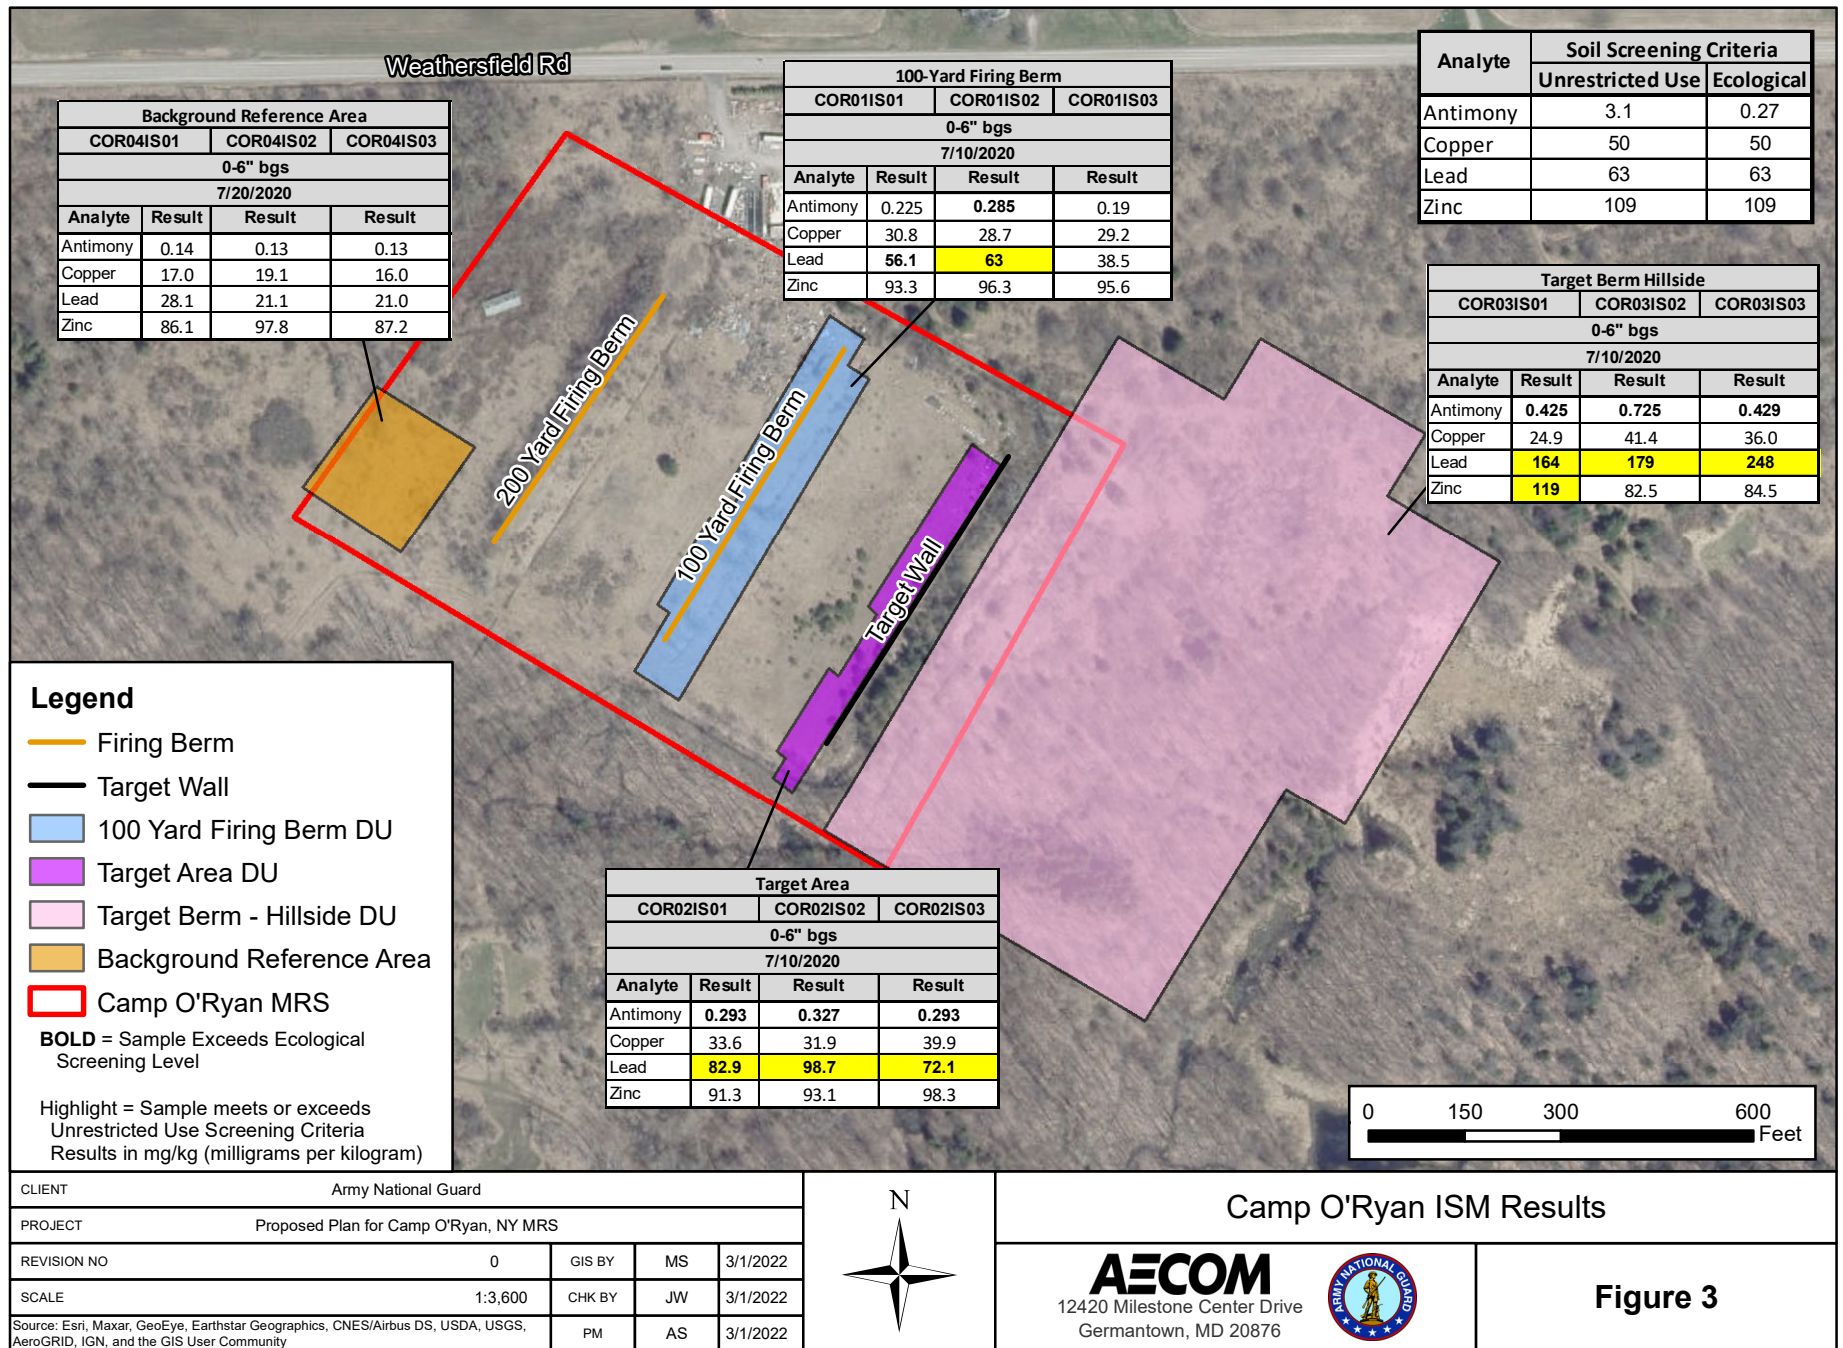 Weathersfield Rd
Background Reference Area
COR04IS01 COR04IS02 COR04IS03
0-6" bgs
7/20/2020
Analyte Result Result Result
Antimony 0.14 0.13 0.13
Copper 17.0 19.1 16.0
Lead 28.1 21.1 21.0
Zinc 86.1 97.8 87.2
100-Yard Firing Berm
COR01IS01 COR01IS02 COR01IS03
0-6" bgs
7/10/2020
Analyte Result Result Result
Antimony 0.225 0.285 0.19
Copper 30.8 28.7 29.2
Lead 56.1 63 38.5
Zinc 93.3 96.3 95.6
Analyte Soil Screening Criteria
Unrestricted Use Ecological
Antimony 3.1 0.27
Copper 50 50
Lead 63 63
Zinc 109 109
Target Berm Hillside
COR03IS01 COR03IS02 COR03IS03
0-6" bgs
7/10/2020
Analyte Result Result Result
Antimony 0.425 0.725 0.429
Copper 24.9 41.4 36.0
Lead 164 179 248
Zinc 119 82.5 84.5
200 Yard Firing Berm
100 Yard Firing Berm
Target Wall
Target Area
COR02IS01 COR02IS02 COR02IS03
0-6" bgs
7/10/2020
Analyte Result Result Result
Antimony 0.293 0.327 0.293
Copper 33.6 31.9 39.9
Lead 82.9 98.7 72.1
Zinc 91.3 93.1 98.3
Legend
Firing Berm
Target Wall
100 Yard Firing Berm DU
Target Area DU
Target Berm - Hillside DU
Background Reference Area
Camp O'Ryan MRS
BOLD = Sample Exceeds Ecological
Screening Level
Highlight = Sample meets or exceeds
Unrestricted Use Screening Criteria
Results in mg/kg (milligrams per kilogram)
0 150 300 600
Feet
CLIENT Army National Guard
PROJECT Proposed Plan for Camp O'Ryan, NY MRS
REVISION NO 0 GIS BY MS 3/1/2022
SCALE 1:3,600 CHK BY JW 3/1/2022
Source: Esri, Maxar, GeoEye, Earthstar Geographics, CNES/Airbus DS, USDA, USGS,
AeroGRID, IGN, and the GIS User Community
PM AS 3/1/2022
N
Camp O'Ryan ISM Results
AECOM
12420 Milestone Center Drive
Germantown, MD 20876
ARMY NATIONAL GUARD
Figure 3